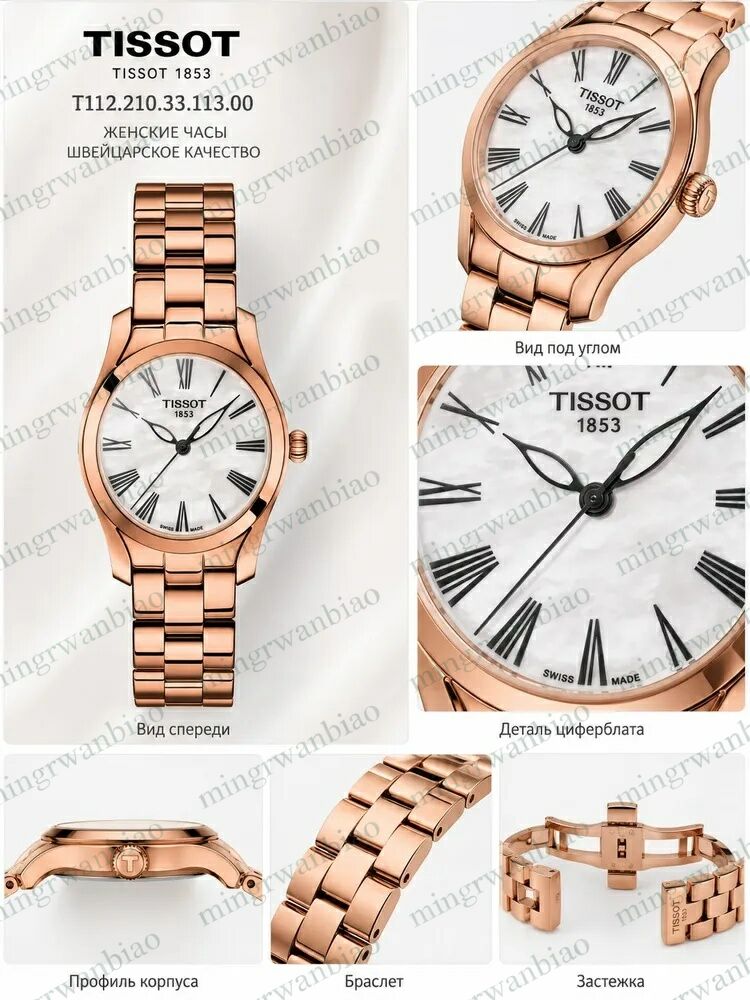 TISSOT
TISSOT 1853
T112.210.33.113.00
ЖЕНСКИЕ ЧАСЫ
ШВЕЙЦАРСКОЕ КАЧЕСТВО
TISSOT
1853
SWISS MADE
Вид спереди
TISSOT
1853
SWISS MADE
Вид под углом
TISSOT
1853
SWISS MADE
Деталь циферблата
T
Профиль корпуса
Браслет
TISSOT
1853
Застежка
mingrwanbiao